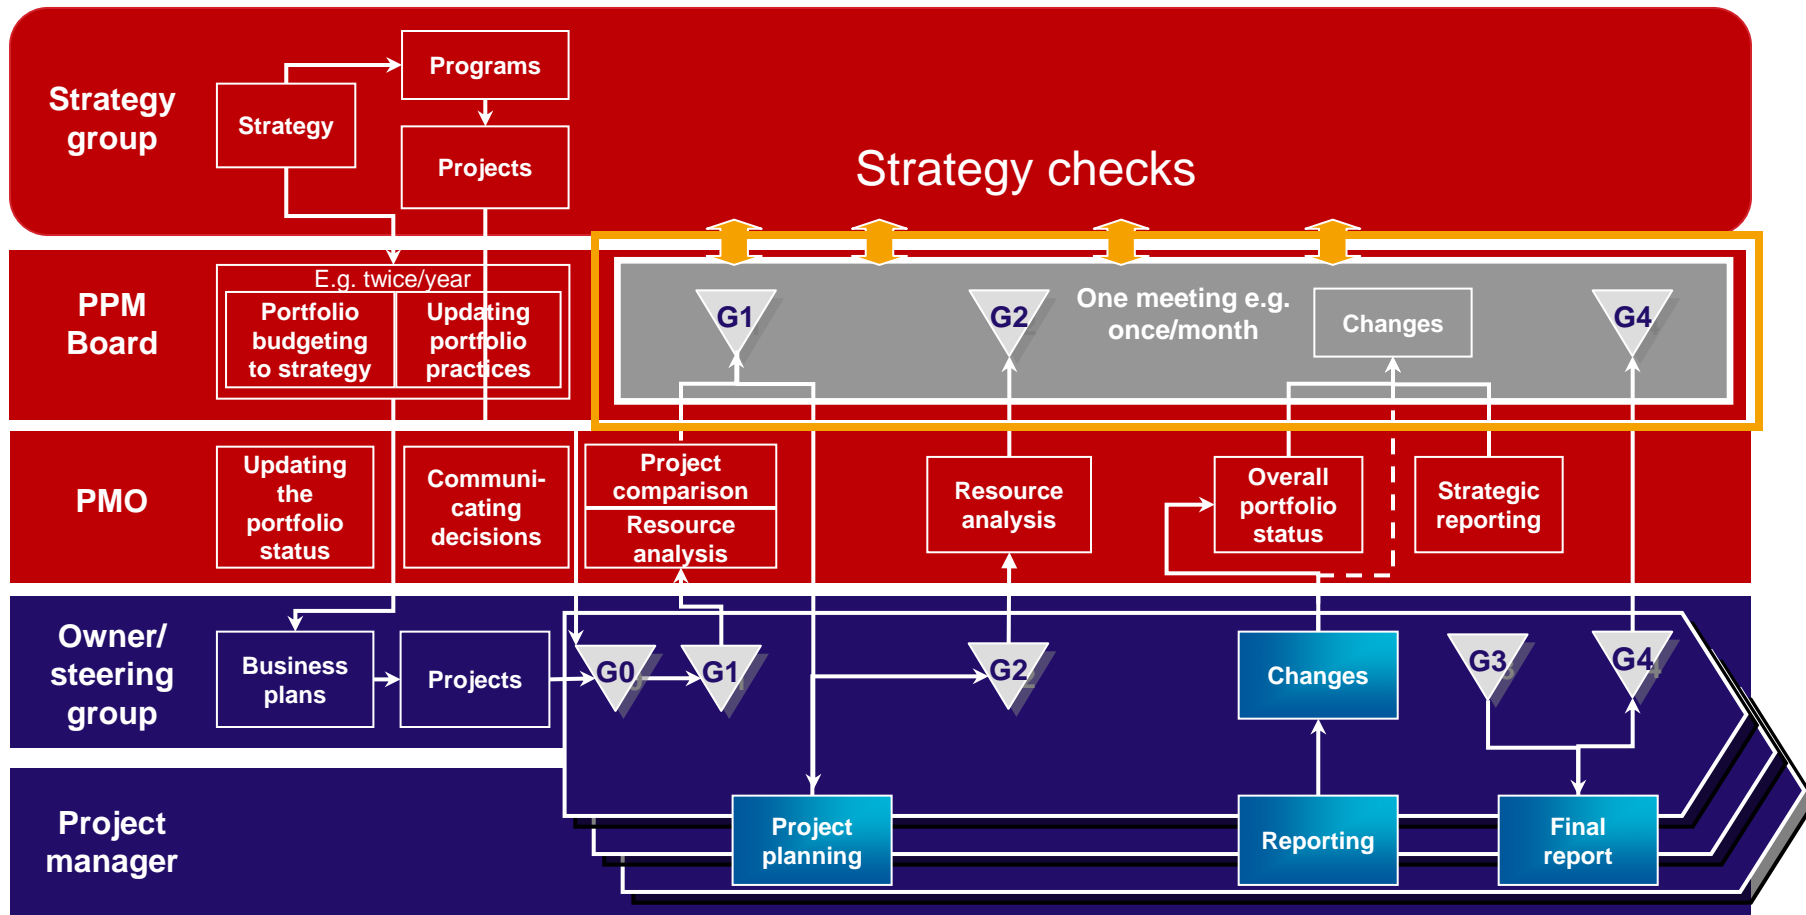 Strategy
group
Strategy
Programs
Projects
Strategy checks
PPM
Board
E.g. twice/year
Portfolio
budgeting
to strategy
Updating
portfolio
practices
G1
G2
One meeting e.g.
once/month
Changes
G4
PMO
Updating
the
portfolio
status
Communi-
cating
decisions
Project
comparison
Resource
analysis
Resource
analysis
Overall
portfolio
status
Strategic
reporting
Owner/
steering
group
Business
plans
Projects
G0
G1
G2
Changes
G3
G4
Project
manager
Project
planning
Reporting
Final
report